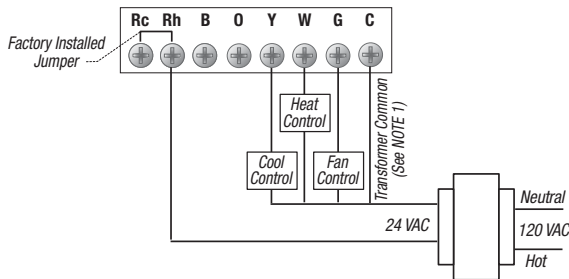 Rc Rh B O Y W G C
Factory Installed
Jumper
Heat
Control
Cool
Control
Fan
Control
Transformer Common
(See NOTE 1)
24 VAC
Neutral
120 VAC
Hot